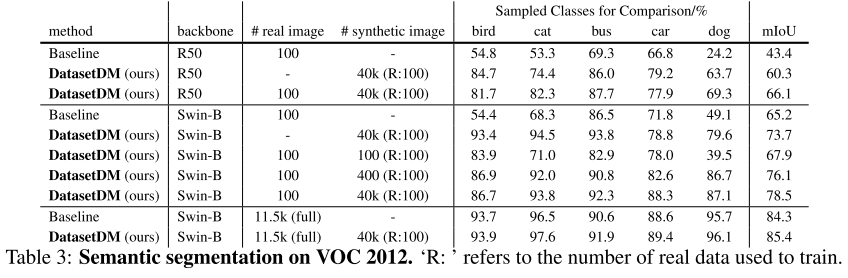 Sampled Classes for Comparison/%
method backbone # real image # synthetic image bird cat bus car dog mIoU
Baseline R50 100 - 54.8 53.3 69.3 66.8 24.2 43.4
DatasetDM (ours) R50 - 40k (R:100) 84.7 74.4 86.0 79.2 63.7 60.3
DatasetDM (ours) R50 100 40k (R:100) 81.7 82.3 87.7 77.9 69.3 66.1
Baseline Swin-B 100 - 54.4 68.3 86.5 71.8 49.1 65.2
DatasetDM (ours) Swin-B - 40k (R:100) 93.4 94.5 93.8 78.8 79.6 73.7
DatasetDM (ours) Swin-B 100 100 (R:100) 83.9 71.0 82.9 78.0 39.5 67.9
DatasetDM (ours) Swin-B 100 400 (R:100) 86.9 92.0 90.8 82.6 86.7 76.1
DatasetDM (ours) Swin-B 100 40k (R:100) 86.7 93.8 92.3 88.3 87.1 78.5
Baseline Swin-B 11.5k (full) - 93.7 96.5 90.6 88.6 95.7 84.3
DatasetDM (ours) Swin-B 11.5k (full) 40k (R:100) 93.9 97.6 91.9 89.4 96.1 85.4
Table 3: Semantic segmentation on VOC 2012. ‘R: ’ refers to the number of real data used to train.